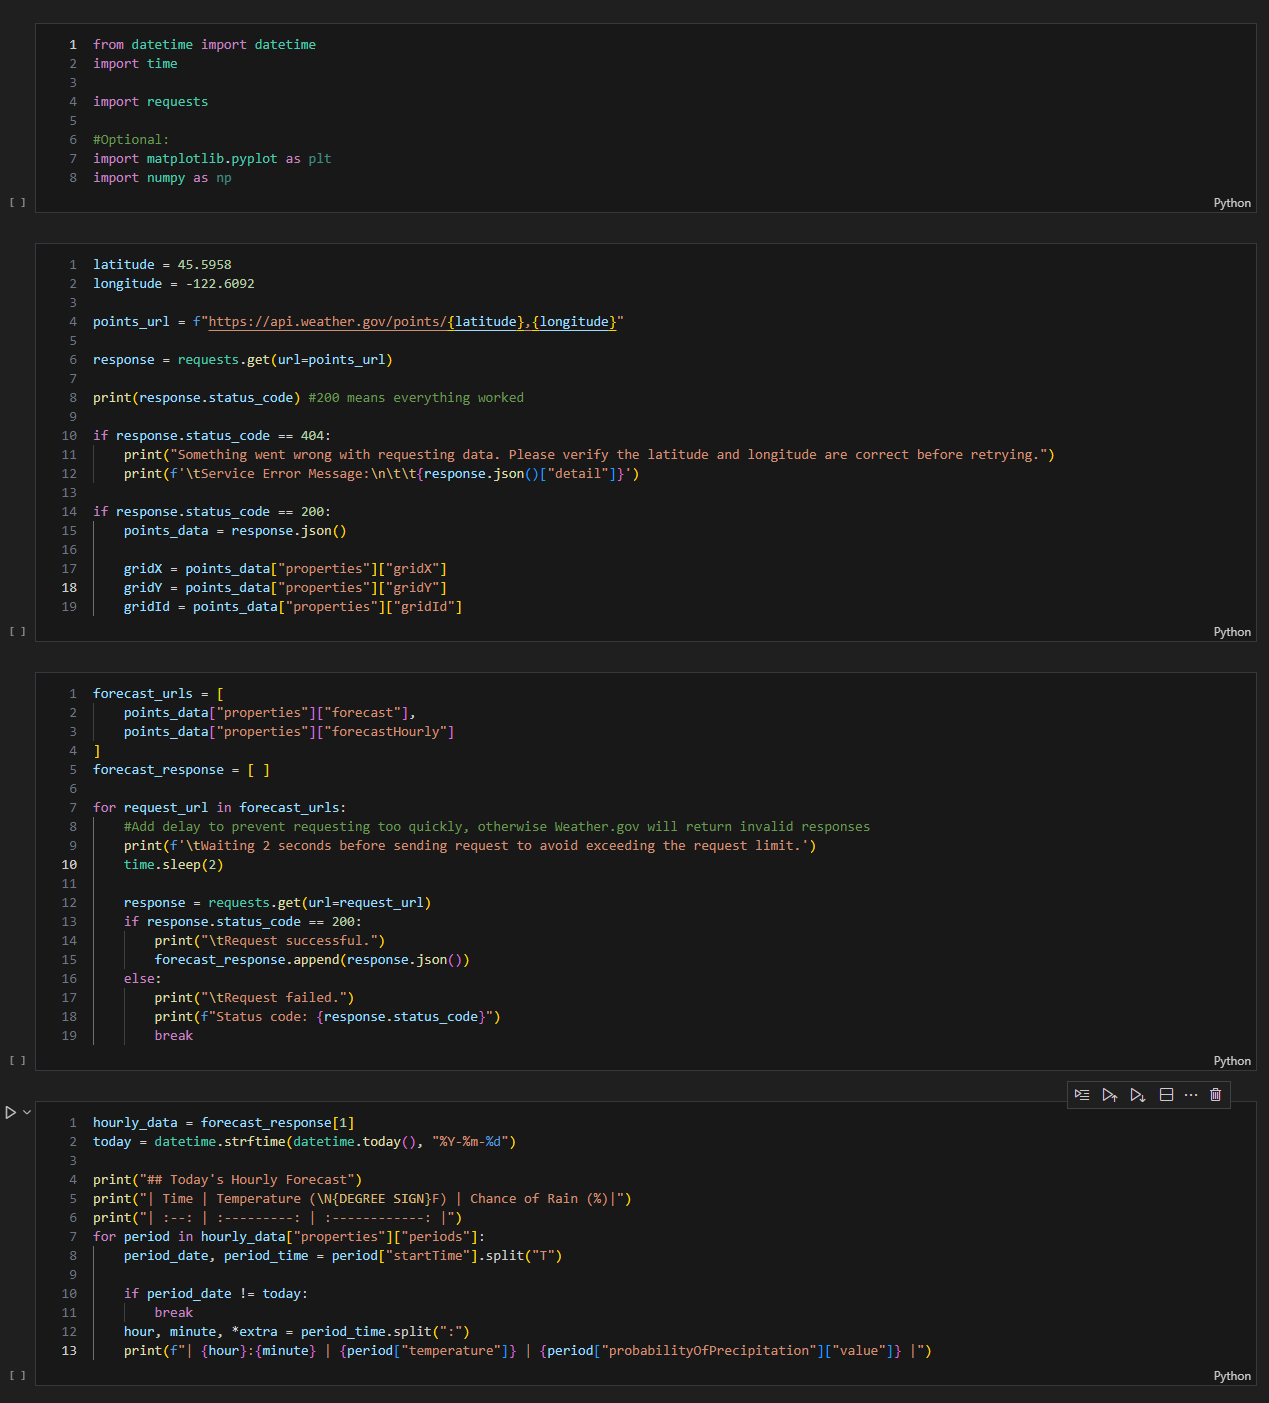 1 from datetime import datetime
2 import time
3
4 import requests
5
6 #Optional:
7 import matplotlib.pyplot as plt
8 import numpy as np
[ ] Python
1 latitude = 45.5958
2 longitude = -122.6092
3
4 points_url = f"https://api.weather.gov/points/{latitude},{longitude}"
5
6 response = requests.get(url=points_url)
7
8 print(response.status_code) #200 means everything worked
9
10 if response.status_code == 404:
11     print("Something went wrong with requesting data. Please verify the latitude and longitude are correct before retrying.")
12     print(f'\tService Error Message:\n\t\t{response.json()["detail"]}')
13
14 if response.status_code == 200:
15     points_data = response.json()
16
17     gridX = points_data["properties"]["gridX"]
18     gridY = points_data["properties"]["gridY"]
19     gridId = points_data["properties"]["gridId"]
[ ] Python
1 forecast_urls = [
2     points_data["properties"]["forecast"],
3     points_data["properties"]["forecastHourly"]
4 ]
5 forecast_response = [ ]
6
7 for request_url in forecast_urls:
8     #Add delay to prevent requesting too quickly, otherwise Weather.gov will return invalid responses
9     print(f'\tWaiting 2 seconds before sending request to avoid exceeding the request limit.')
10     time.sleep(2)
11
12     response = requests.get(url=request_url)
13     if response.status_code == 200:
14         print("\tRequest successful.")
15         forecast_response.append(response.json())
16     else:
17         print("\tRequest failed.")
18         print(f"Status code: {response.status_code}")
19         break
[ ] Python
1 hourly_data = forecast_response[1]
2 today = datetime.strftime(datetime.today(), "%Y-%m-%d")
3
4 print("## Today's Hourly Forecast")
5 print("| Time | Temperature (\N{DEGREE SIGN}F) | Chance of Rain (%)|")
6 print("| :--: | :---------: | :------------: |")
7 for period in hourly_data["properties"]["periods"]:
8     period_date, period_time = period["startTime"].split("T")
9
10     if period_date != today:
11         break
12     hour, minute, *extra = period_time.split(":")
13     print(f"| {hour}:{minute} | {period["temperature"]} | {period["probabilityOfPrecipitation"]["value"]} |")
[ ] Python